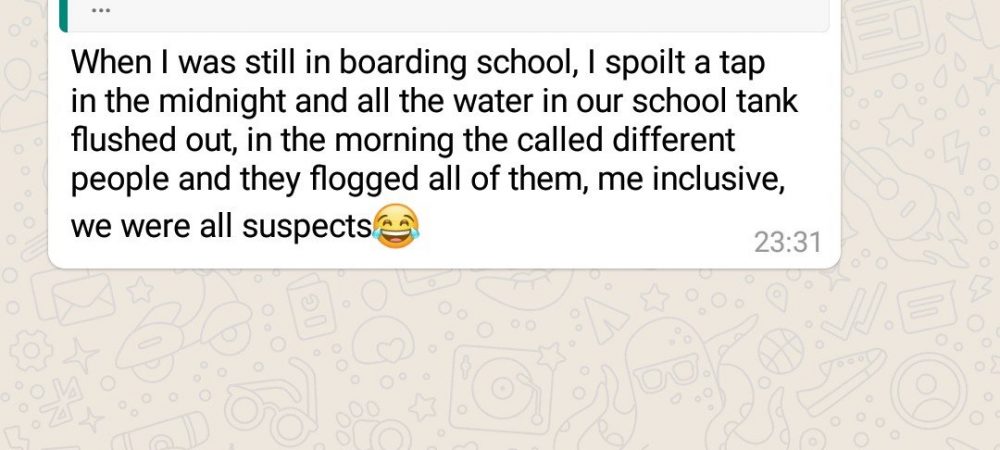 ...
When I was still in boarding school, I spoilt a tap
in the midnight and all the water in our school tank
flushed out, in the morning the called different
people and they flogged all of them, me inclusive,
we were all suspects😂
23:31